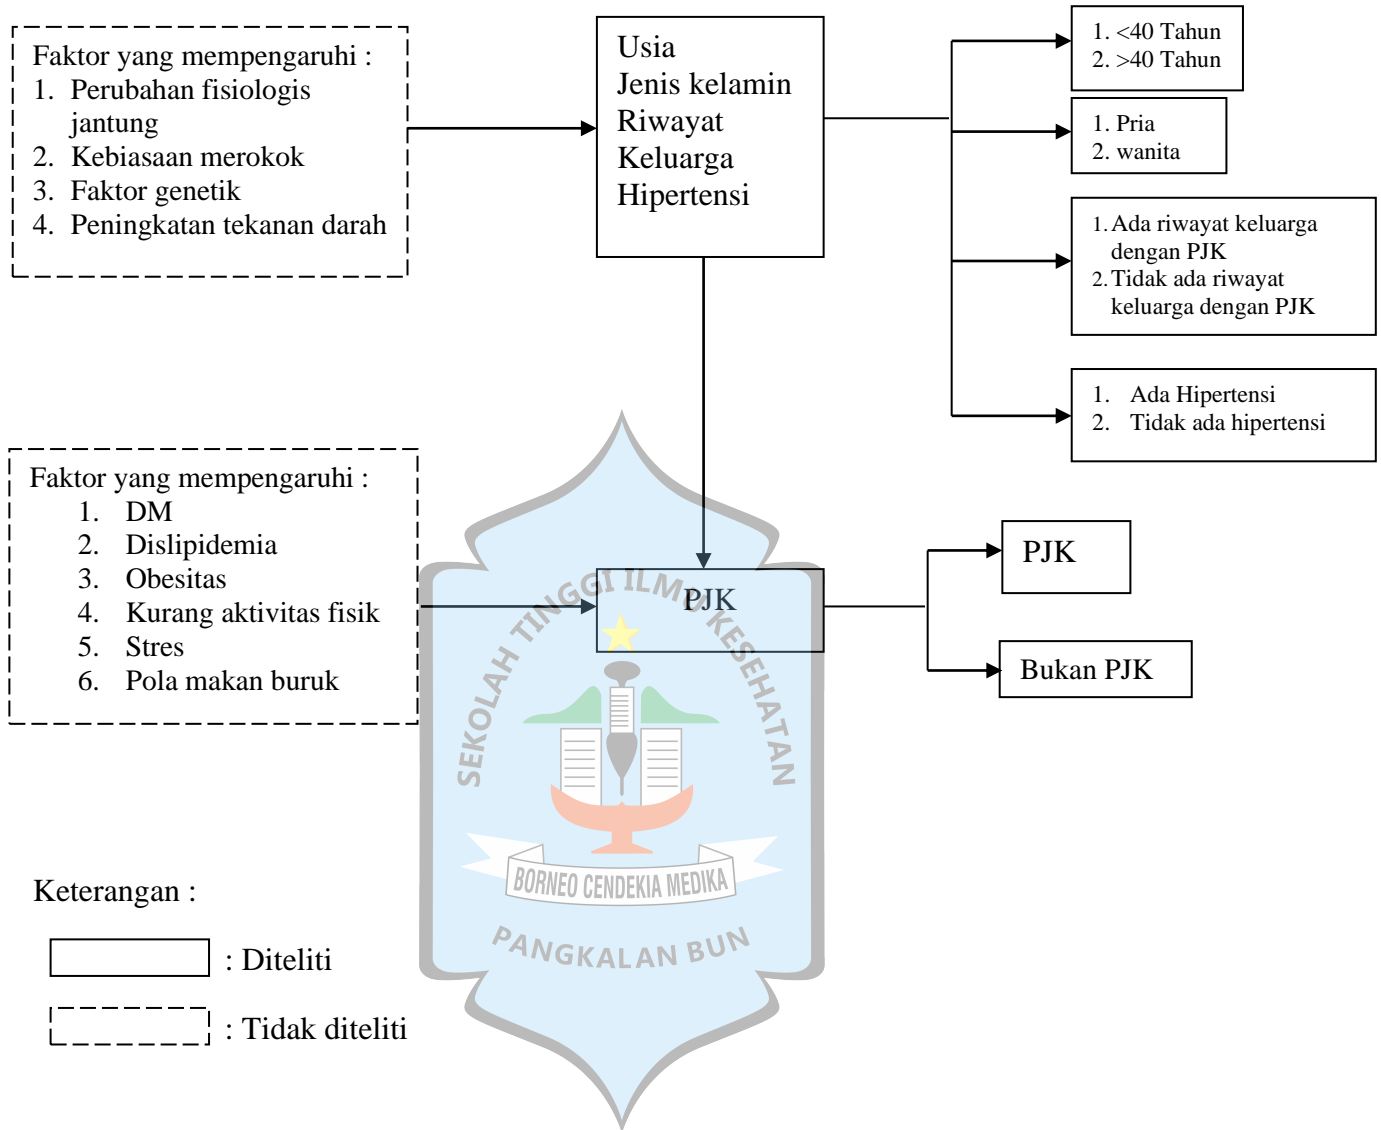 Faktor yang mempengaruhi :
1. Perubahan fisiologis
jantung
2. Kebiasaan merokok
3. Faktor genetik
4. Peningkatan tekanan darah
Usia
Jenis kelamin
Riwayat
Keluarga
Hipertensi
1. <40 Tahun
2. >40 Tahun
1. Pria
2. wanita
1. Ada riwayat keluarga
dengan PJK
2. Tidak ada riwayat
keluarga dengan PJK
1. Ada Hipertensi
2. Tidak ada hipertensi
Faktor yang mempengaruhi :
1. DM
2. Dislipidemia
3. Obesitas
4. Kurang aktivitas fisik
5. Stres
6. Pola makan buruk
PJK
PJK
Bukan PJK
SEKOLAH TINGGI ILMU KESEHATAN
BORNEO CENDEKIA MEDIKA
PANGKALAN BUN
Keterangan :
: Diteliti
: Tidak diteliti